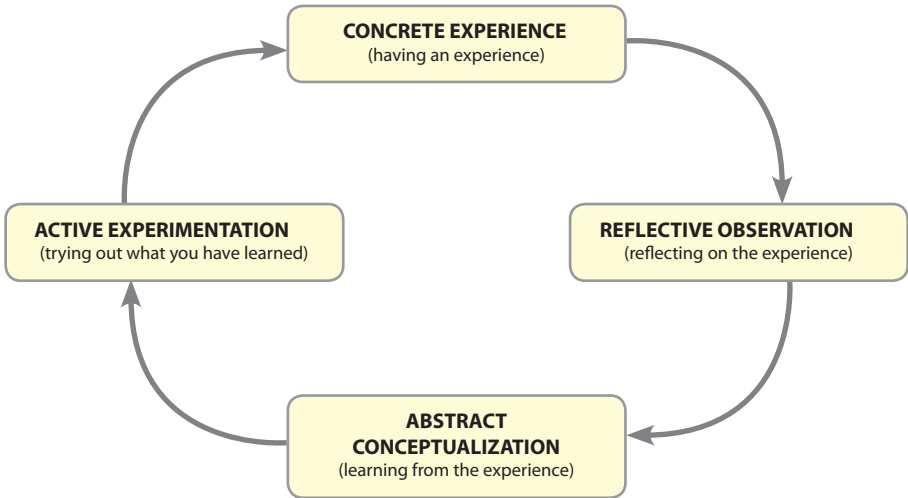 CONCRETE EXPERIENCE
(having an experience)
ACTIVE EXPERIMENTATION
(trying out what you have learned)
REFLECTIVE OBSERVATION
(reflecting on the experience)
ABSTRACT
CONCEPTUALIZATION
(learning from the experience)